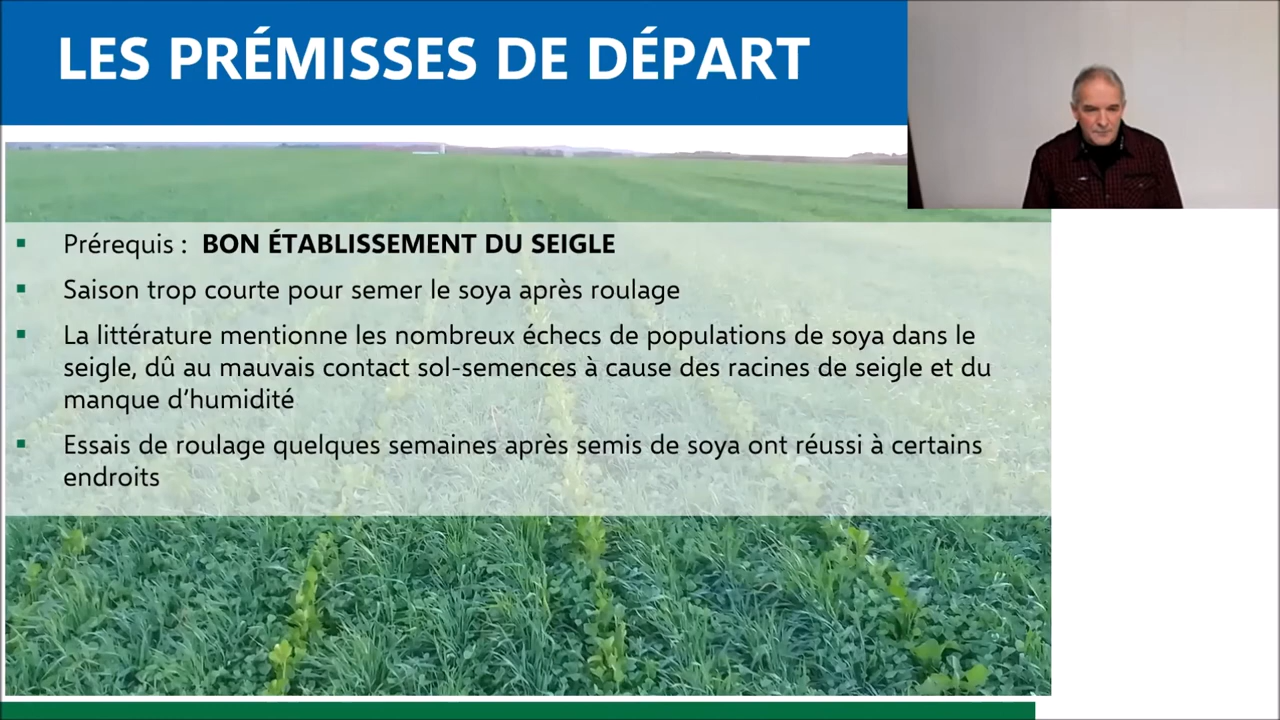 LES PRÉMISSES DE DÉPART
▪ Prérequis : BON ÉTABLISSEMENT DU SEIGLE
▪ Saison trop courte pour semer le soya après roulage
▪ La littérature mentionne les nombreux échecs de populations de soya dans le
seigle, dû au mauvais contact sol-semences à cause des racines de seigle et du
manque d’humidité
▪ Essais de roulage quelques semaines après semis de soya ont réussi à certains
endroits